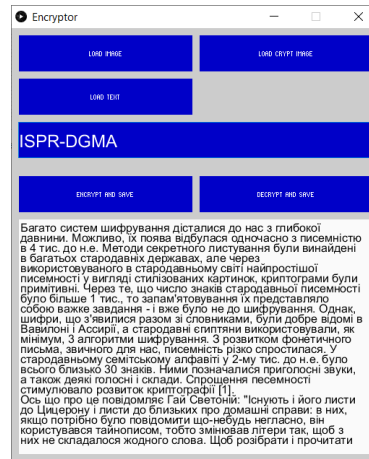 Encryptor
LOAD IMAGE
LOAD CRYPT IMAGE
LOAD TEXT
ISPR-DGMA
ENCRYPT AND SAVE
DECRYPT AND SAVE
Багато систем шифрування дісталися до нас з глибокої
давнини. Можливо, їх поява відбулася одночасно з писемністю
в 4 тис. до н.е. Методи секретного листування були винайдені
в багатьох стародавніх державах, але через
використовуваного в стародавньому світі найпростішої
писемності у вигляді стилізованих картинок, криптограми були
примітивні. Через те, що число знаків стародавньої писемності
було більше 1 тис., то запам'ятовування їх представляло
собою важке завдання - і вже було не до шифрування. Однак,
шифри, що з'явилися разом зі словниками, були добре відомі в
Вавилоні і Ассирії, а стародавні єгиптяни використовували, як
мінімум, 3 алгоритми шифрування. З розвитком фонетичного
письма, звичного для нас, писемність різко спростилася. У
стародавньому семітському алфавіті у 2-му тис. до н.е. було
всього близько 30 знаків. Ними позначалися приголосні звуки,
а також деякі голосні і склади. Спрощення песемності
стимулювало розвиток криптографії [1].
Ось що про це повідомляє Гай Светоній: "Існують і його листи
до Цицерону і листи до близьких про домашні справи: в них,
якщо потрібно було повідомити що-небудь негласно, він
користувався тайнописом, тобто змінював літери так, щоб з
них не складалося жодного слова. Щоб розібрати і прочитати